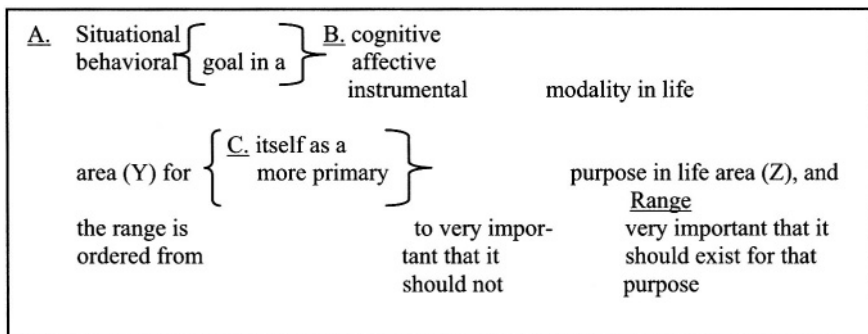 A. Situational B. cognitive
behavioral goal in a affective
instrumental modality in life
C. itself as a
area (Y) for more primary purpose in life area (Z), and
Range
the range is to very impor- very important that it
ordered from tant that it should exist for that
should not purpose